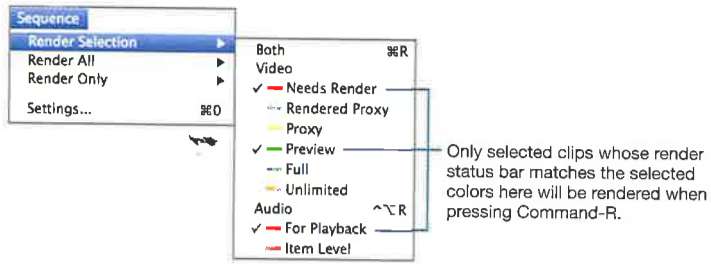 Sequence
Render Selection
Render All
Render Only
Settings... ⌘0
Both ⌘R
Video
✓ Needs Render
Rendered Proxy
Proxy
✓ Preview
Full
Unlimited
Audio ^⌥R
✓ For Playback
Item Level
Only selected clips whose render
status bar matches the selected
colors here will be rendered when
pressing Command-R.